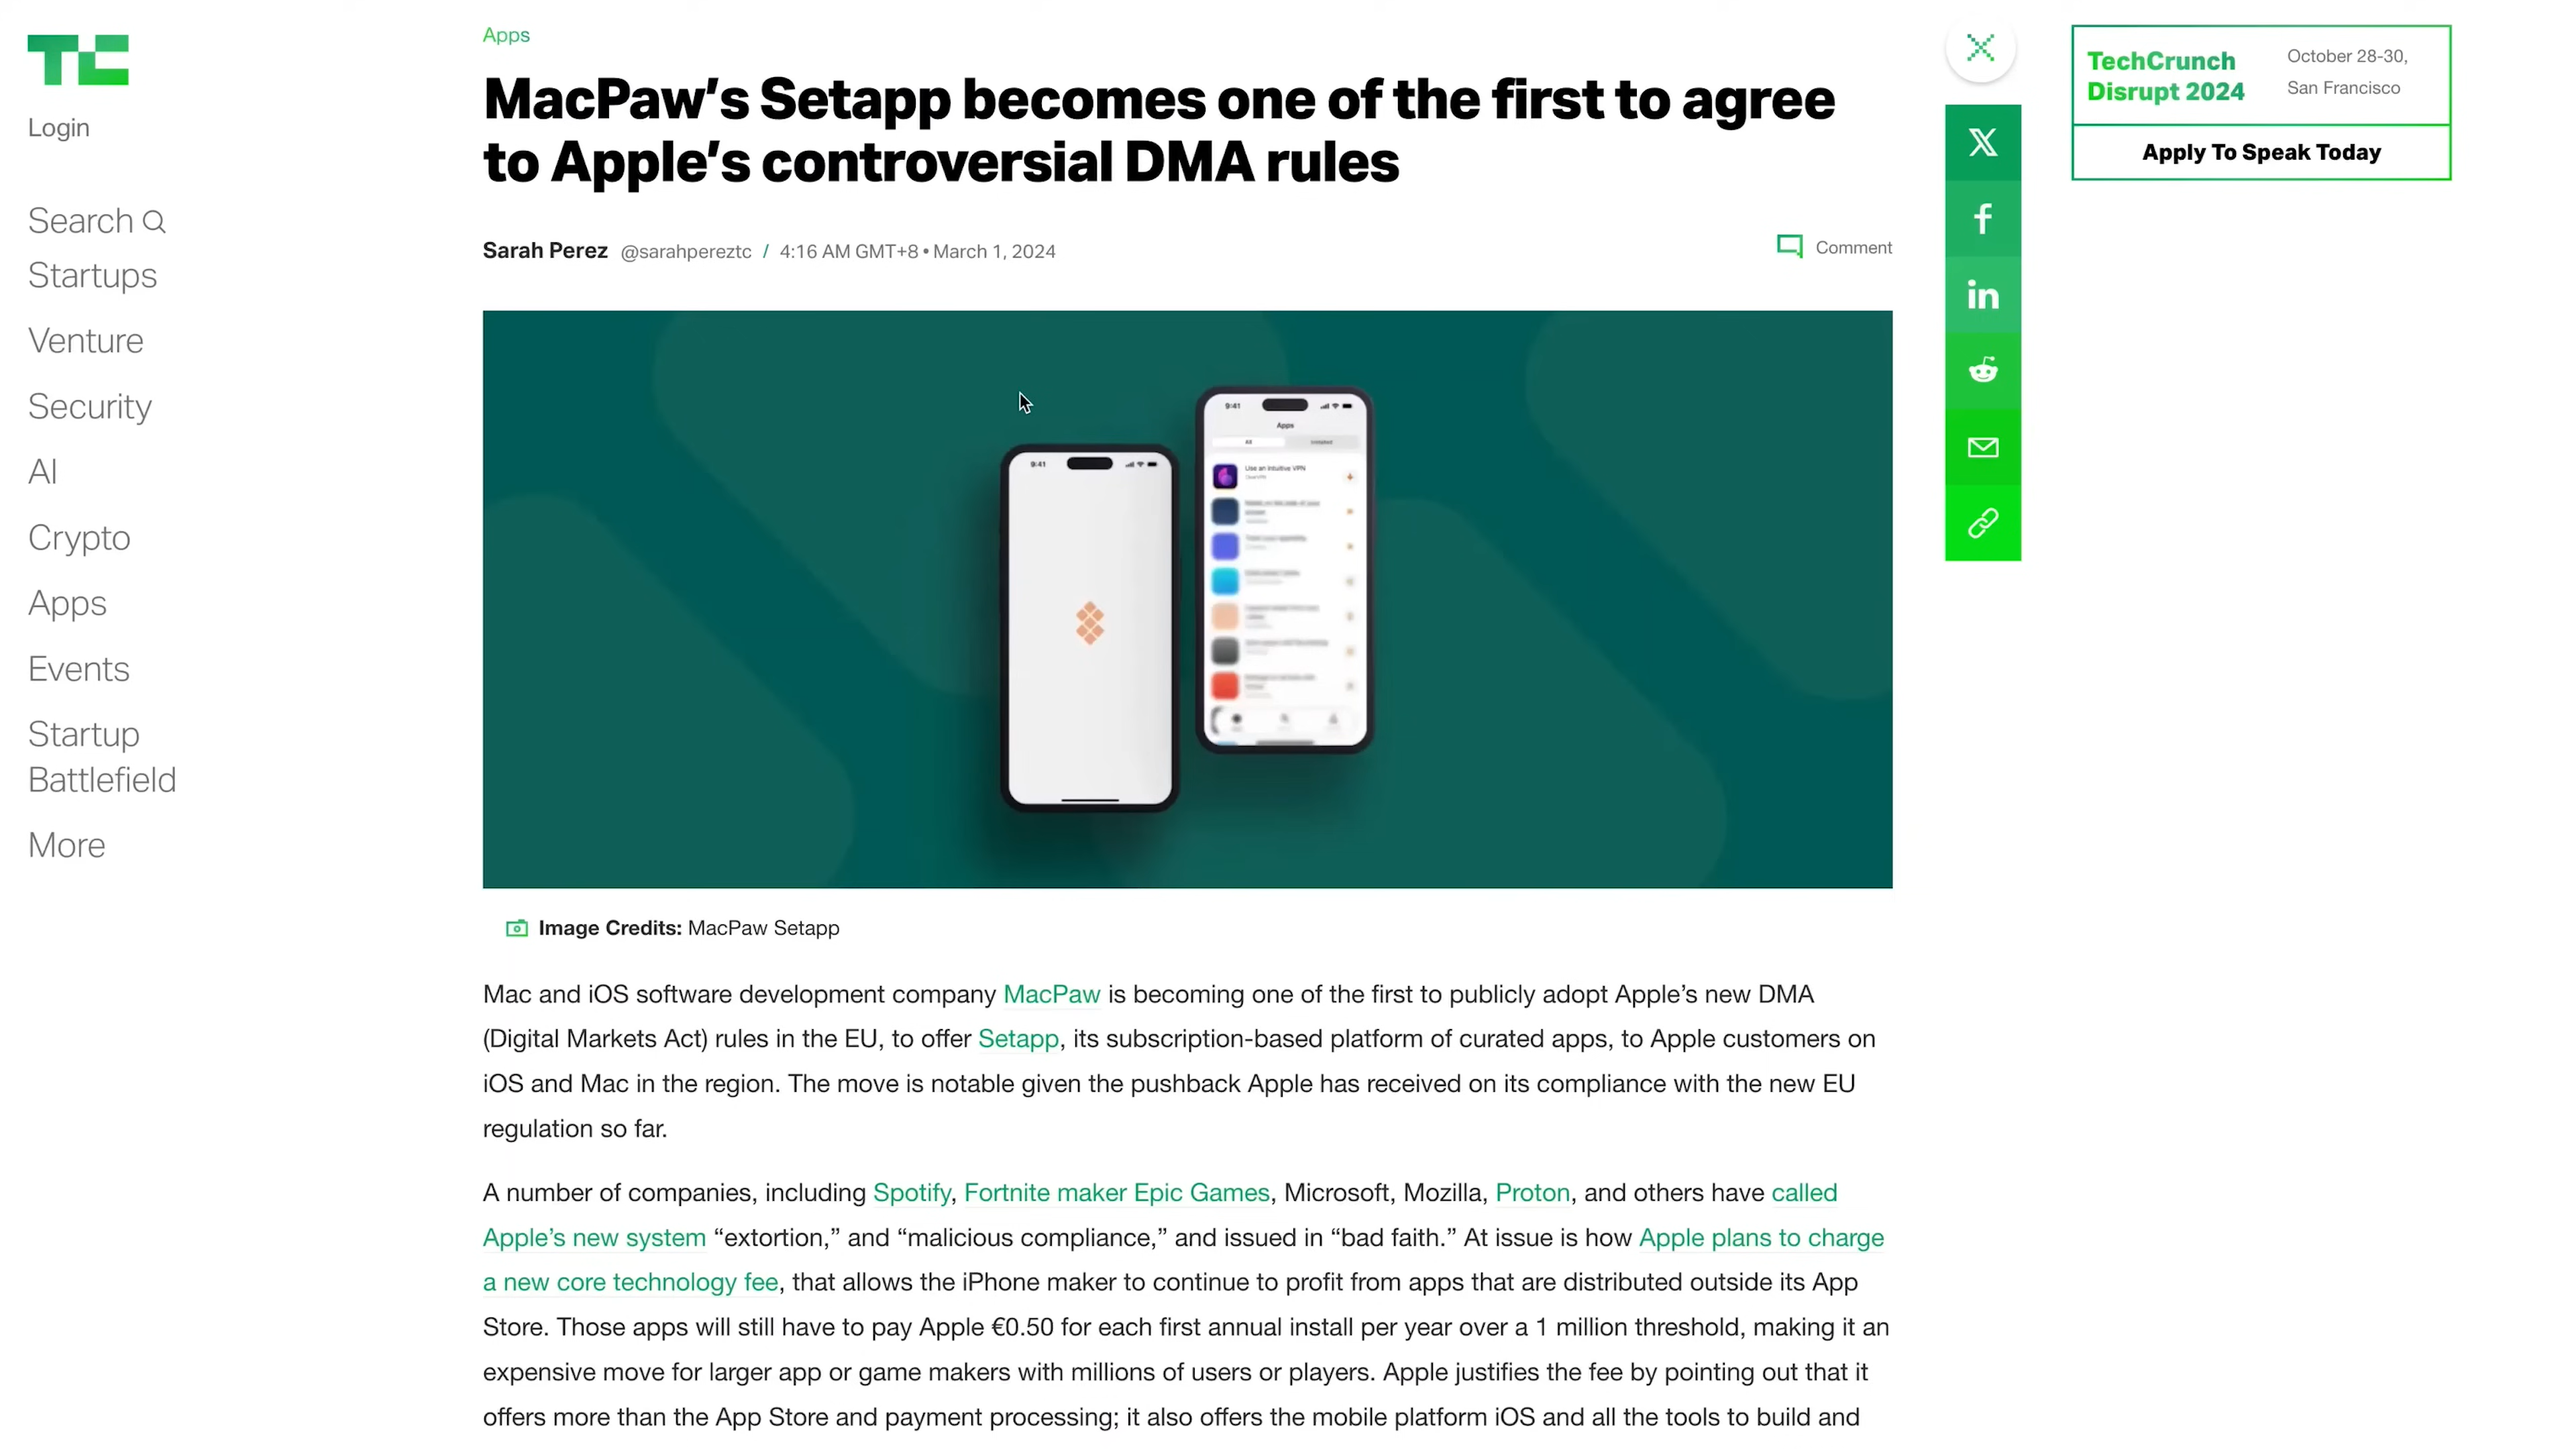 TC
Login
Search
Startups
Venture
Security
AI
Crypto
Apps
Events
Startup
Battlefield
More
Apps
MacPaw’s Setapp becomes one of the first to agree
to Apple’s controversial DMA rules
Sarah Perez @sarahpereztc / 4:16 AM GMT+8 • March 1, 2024
Comment
9:41
9:41
Apps
All
Installed
Use an intuitive VPN
Image Credits: MacPaw Setapp
Mac and iOS software development company MacPaw is becoming one of the first to publicly adopt Apple’s new DMA
(Digital Markets Act) rules in the EU, to offer Setapp, its subscription-based platform of curated apps, to Apple customers on
iOS and Mac in the region. The move is notable given the pushback Apple has received on its compliance with the new EU
regulation so far.
A number of companies, including Spotify, Fortnite maker Epic Games, Microsoft, Mozilla, Proton, and others have called
Apple’s new system “extortion,” and “malicious compliance,” and issued in “bad faith.” At issue is how Apple plans to charge
a new core technology fee, that allows the iPhone maker to continue to profit from apps that are distributed outside its App
Store. Those apps will still have to pay Apple €0.50 for each first annual install per year over a 1 million threshold, making it an
expensive move for larger app or game makers with millions of users or players. Apple justifies the fee by pointing out that it
offers more than the App Store and payment processing; it also offers the mobile platform iOS and all the tools to build and
TechCrunch
Disrupt 2024
October 28-30,
San Francisco
Apply To Speak Today